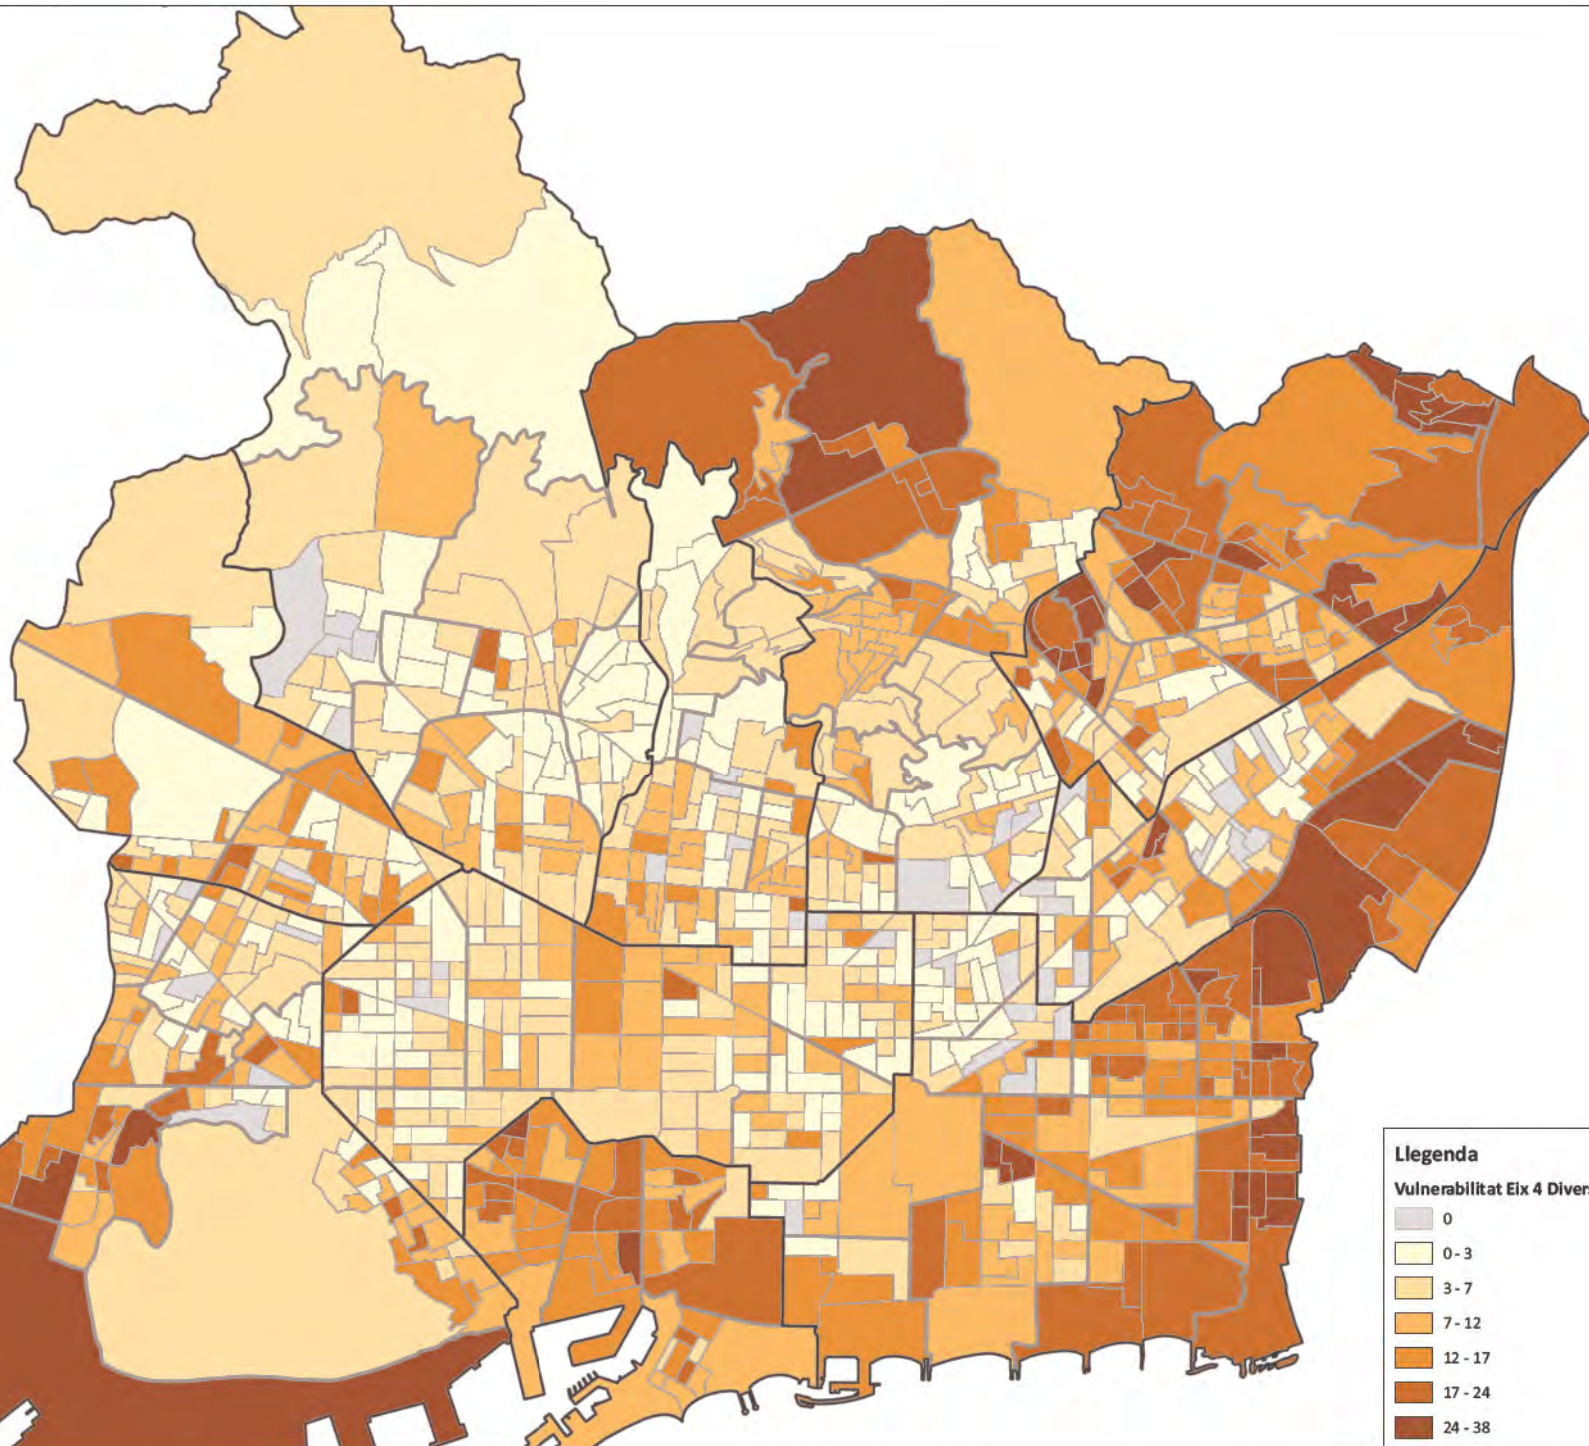 Llegenda
Vulnerabilitat Eix 4 Divers
0
0 - 3
3 - 7
7 - 12
12 - 17
17 - 24
24 - 38